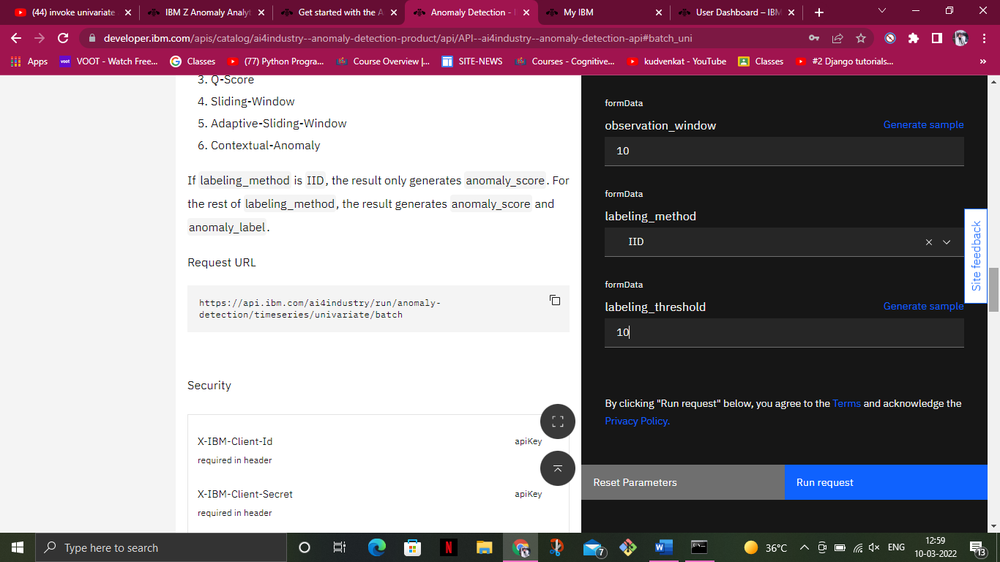 (44) invoke univariate
IBM Z Anomaly Analyt
Get started with the A
Anomaly Detection - I
My IBM
User Dashboard – IBM
developer.ibm.com/apis/catalog/ai4industry--anomaly-detection-product/api/API--ai4industry--anomaly-detection-api#batch_uni
Apps
voot
VOOT - Watch Free...
Classes
(77) Python Progra...
Course Overview |...
SITE-NEWS
Courses - Cognitive...
kudvenkat - YouTube
Classes
#2 Django tutorials...
»
3. Q-Score
4. Sliding-Window
5. Adaptive-Sliding-Window
6. Contextual-Anomaly
If labeling_method is IID, the result only generates anomaly_score. For
the rest of labeling_method, the result generates anomaly_score and
anomaly_label.
Request URL
https://api.ibm.com/ai4industry/run/anomaly-
detection/timeseries/univariate/batch
Security
X-IBM-Client-Id apiKey
required in header
X-IBM-Client-Secret apiKey
required in header
formData
observation_window Generate sample
10
formData
labeling_method
IID
formData
labeling_threshold Generate sample
10
By clicking "Run request" below, you agree to the Terms and acknowledge the
Privacy Policy.
Reset Parameters Run request
Site feedback
Type here to search
7
36°C
ENG
12:59
10-03-2022
13